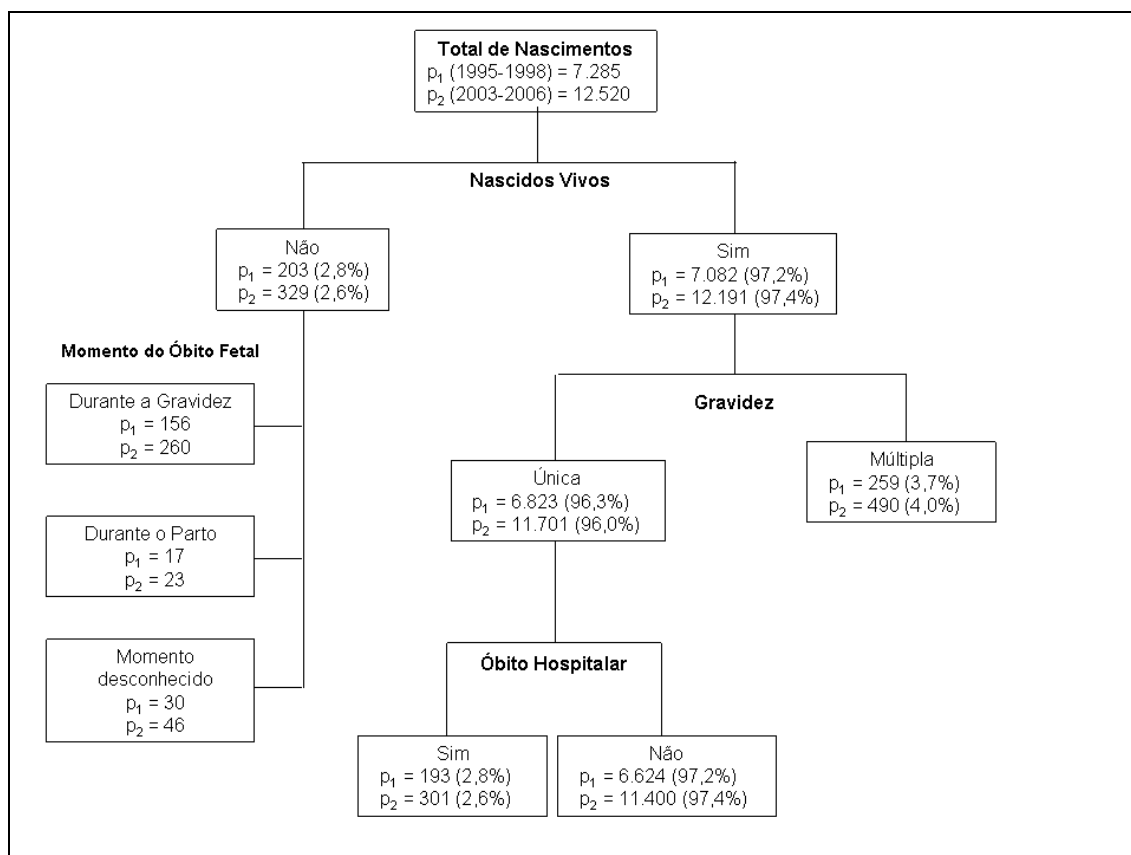 Total de Nascimentos
p₁ (1995-1998) = 7.285
p₂ (2003-2006) = 12.520
Nascidos Vivos
Não
p₁ = 203 (2,8%)
p₂ = 329 (2,6%)
Sim
p₁ = 7.082 (97,2%)
p₂ = 12.191 (97,4%)
Momento do Óbito Fetal
Durante a Gravidez
p₁ = 156
p₂ = 260
Durante o Parto
p₁ = 17
p₂ = 23
Momento
desconhecido
p₁ = 30
p₂ = 46
Gravidez
Única
p₁ = 6.823 (96,3%)
p₂ = 11.701 (96,0%)
Múltipla
p₁ = 259 (3,7%)
p₂ = 490 (4,0%)
Óbito Hospitalar
Sim
p₁ = 193 (2,8%)
p₂ = 301 (2,6%)
Não
p₁ = 6.624 (97,2%)
p₂ = 11.400 (97,4%)